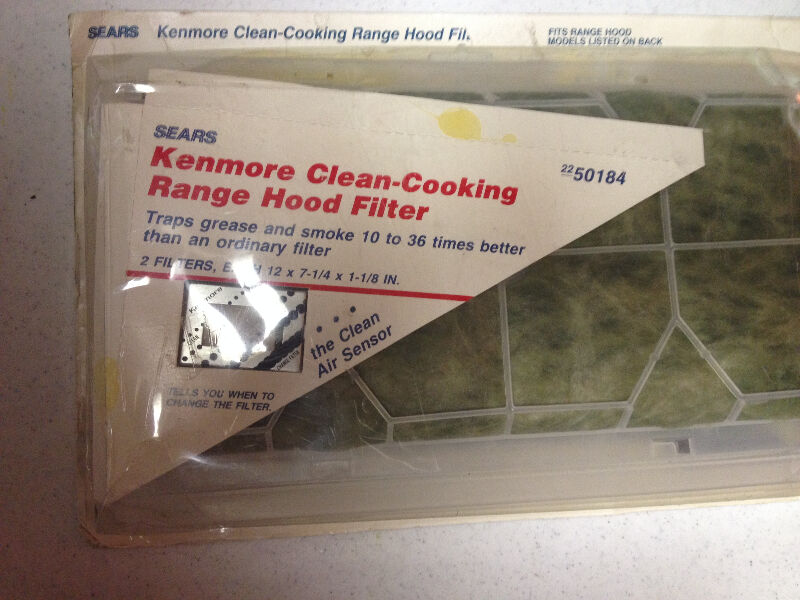 SEARS Kenmore Clean-Cooking Range Hood Fil.
FITS RANGE HOOD
MODELS LISTED ON BACK
SEARS
Kenmore Clean-Cooking
Range Hood Filter
22 50184
Traps grease and smoke 10 to 36 times better
than an ordinary filter
2 FILTERS, EACH 12 x 7-1/4 x 1-1/8 IN.
Kenmore
• • • the Clean
Air Sensor
TELLS YOU WHEN TO
CHANGE THE FILTER.